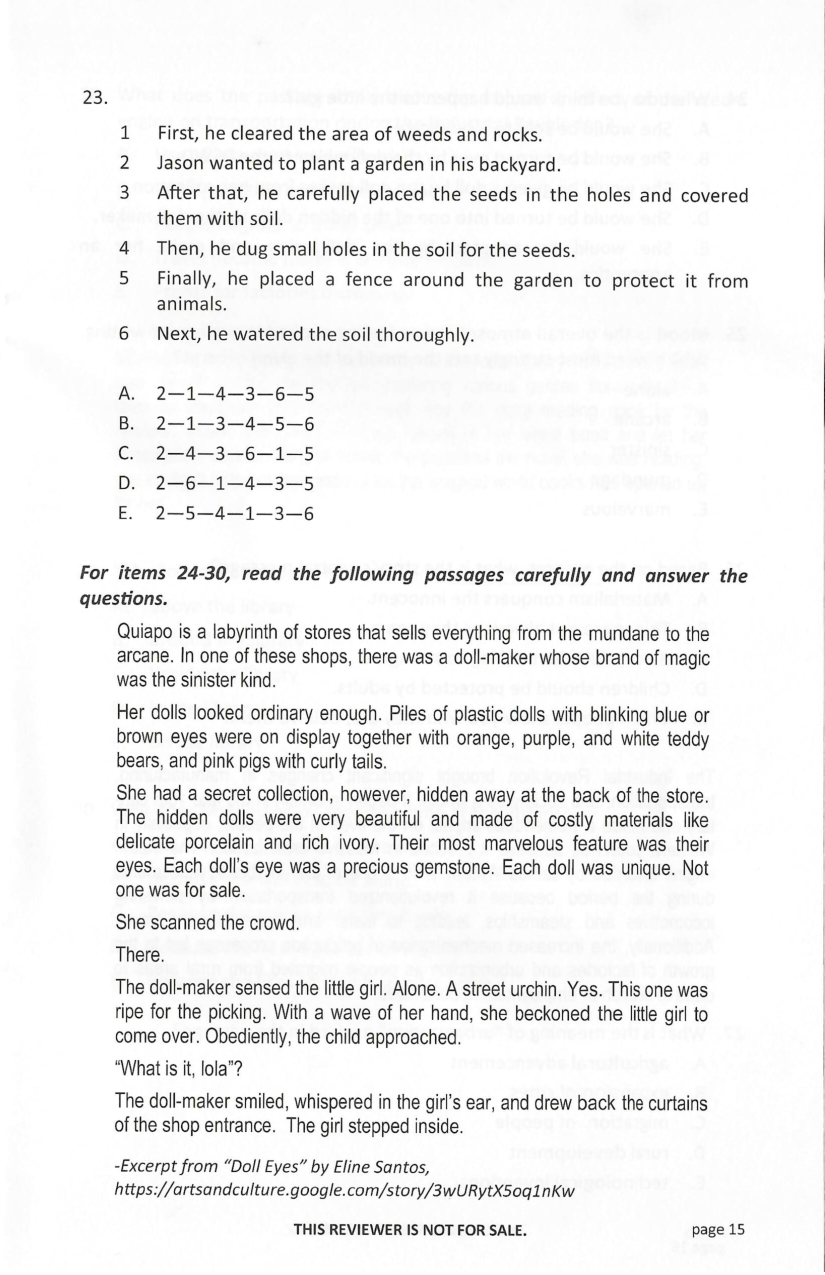 23.
1 First, he cleared the area of weeds and rocks.
2 Jason wanted to plant a garden in his backyard.
3 After that, he carefully placed the seeds in the holes and covered
them with soil.
4 Then, he dug small holes in the soil for the seeds.
5 Finally, he placed a fence around the garden to protect it from
animals.
6 Next, he watered the soil thoroughly.
A. 2—1—4—3—6—5
B. 2—1—3—4—5—6
C. 2—4—3—6—1—5
D. 2—6—1—4—3—5
E. 2—5—4—1—3—6
For items 24-30, read the following passages carefully and answer the
questions.
Quiapo is a labyrinth of stores that sells everything from the mundane to the
arcane. In one of these shops, there was a doll-maker whose brand of magic
was the sinister kind.
Her dolls looked ordinary enough. Piles of plastic dolls with blinking blue or
brown eyes were on display together with orange, purple, and white teddy
bears, and pink pigs with curly tails.
She had a secret collection, however, hidden away at the back of the store.
The hidden dolls were very beautiful and made of costly materials like
delicate porcelain and rich ivory. Their most marvelous feature was their
eyes. Each doll's eye was a precious gemstone. Each doll was unique. Not
one was for sale.
She scanned the crowd.
There.
The doll-maker sensed the little girl. Alone. A street urchin. Yes. This one was
ripe for the picking. With a wave of her hand, she beckoned the little girl to
come over. Obediently, the child approached.
"What is it, lola"?
The doll-maker smiled, whispered in the girl's ear, and drew back the curtains
of the shop entrance. The girl stepped inside.
-Excerpt from "Doll Eyes" by Eline Santos,
https://artsandculture.google.com/story/3wURytX5oq1nKw
THIS REVIEWER IS NOT FOR SALE. page 15